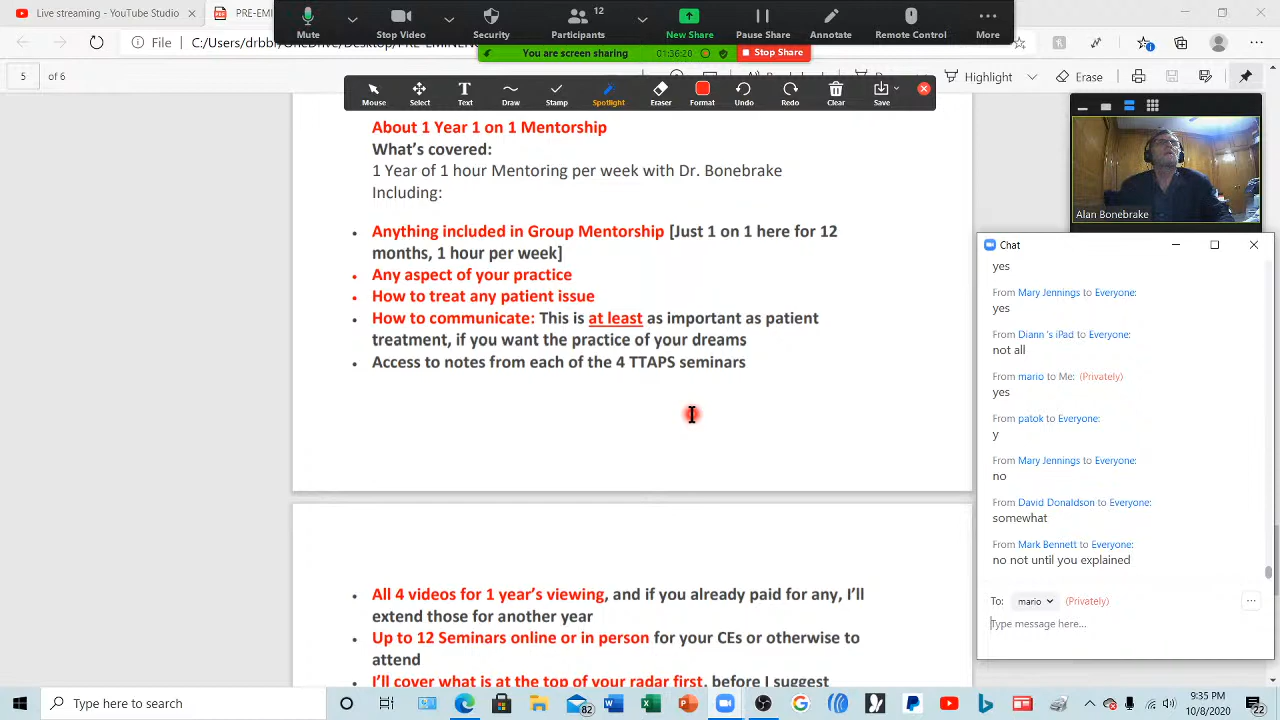 Streaming - YouTube
audio
PRE-EMI
12
Mute
Stop Video
Security
Participants
New Share
Pause Share
Annotate
Remote Control
More
File
C:/Users/drbbf/OneDrive/Desktop/PRE-EMINENC
You are screen sharing
01:36:26
Stop Share
5
Highlight
Erase
Mouse
Select
Text
Draw
Stamp
Spotlight
Eraser
Format
Undo
Redo
Clear
Save
About 1 Year 1 on 1 Mentorship
What's covered:
1 Year of 1 hour Mentoring per week with Dr. Bonebrake
Including:
• Anything included in Group Mentorship [Just 1 on 1 here for 12
months, 1 hour per week]
• Any aspect of your practice
• How to treat any patient issue
• How to communicate: This is at least as important as patient
treatment, if you want the practice of your dreams
• Access to notes from each of the 4 TTAPS seminars
• All 4 videos for 1 year's viewing, and if you already paid for any, I'll
extend those for another year
• Up to 12 Seminars online or in person for your CEs or otherwise to
attend
• I'll cover what is at the top of your radar first, before I suggest
Alan Bonebrake
Chat
yes
From Mary Jennings to Everyone:
yes
From Diann 's iPad to Everyone:
not all
From mario to Me: (Privately)
yes
From patok to Everyone:
y
From Mary Jennings to Everyone:
no
From David Donaldson to Everyone:
somewhat
From Mark Bennett to Everyone:
no not until you explained
To: mario (Privately)
Type message here...
Type here to search
82
9:35 PM
10/8/2020
22